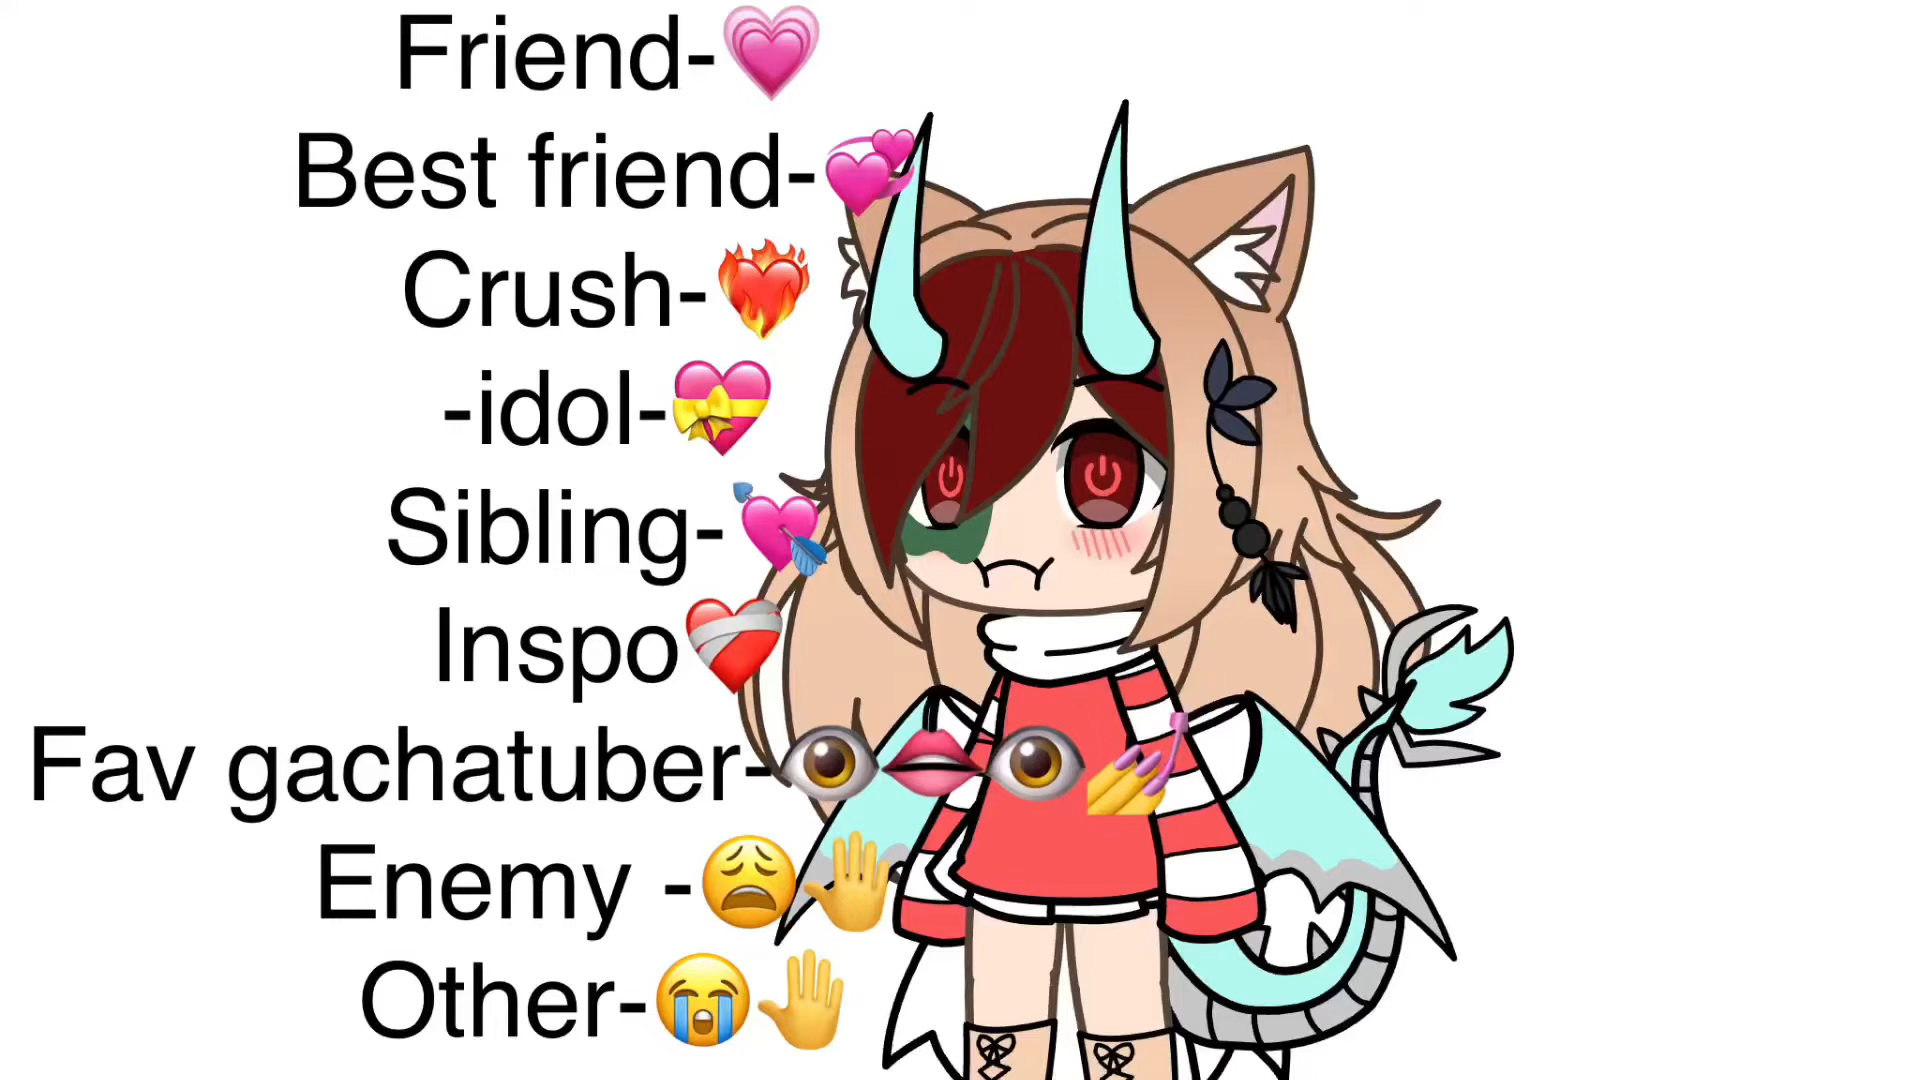 Friend-💗
Best friend-💞
Crush-❤️‍🔥
-idol-💝
Sibling-💘
Inspo❤️‍🩹
Fav gachatuber-👁👄👁💅
Enemy -😩🤚
Other-😭🤚